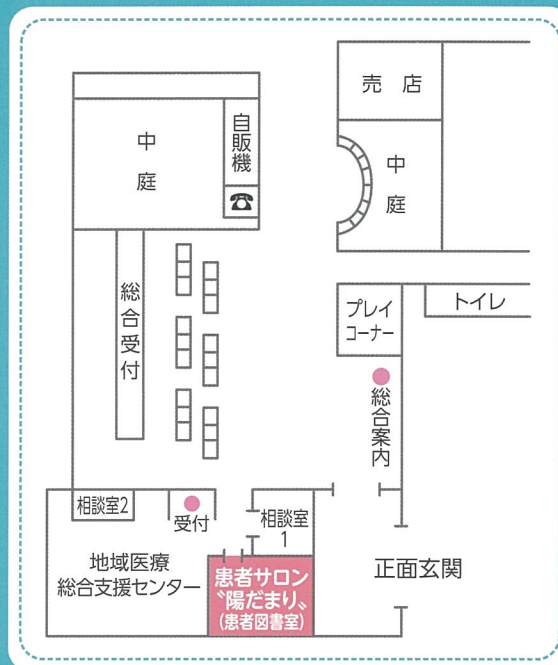 売店
中庭
自販機
中庭
総合受付
プレイ
コーナー
トイレ
総合案内
相談室2
受付
相談室
1
地域医療
総合支援センター
患者サロン
〝陽だまり〟
(患者図書室)
正面玄関